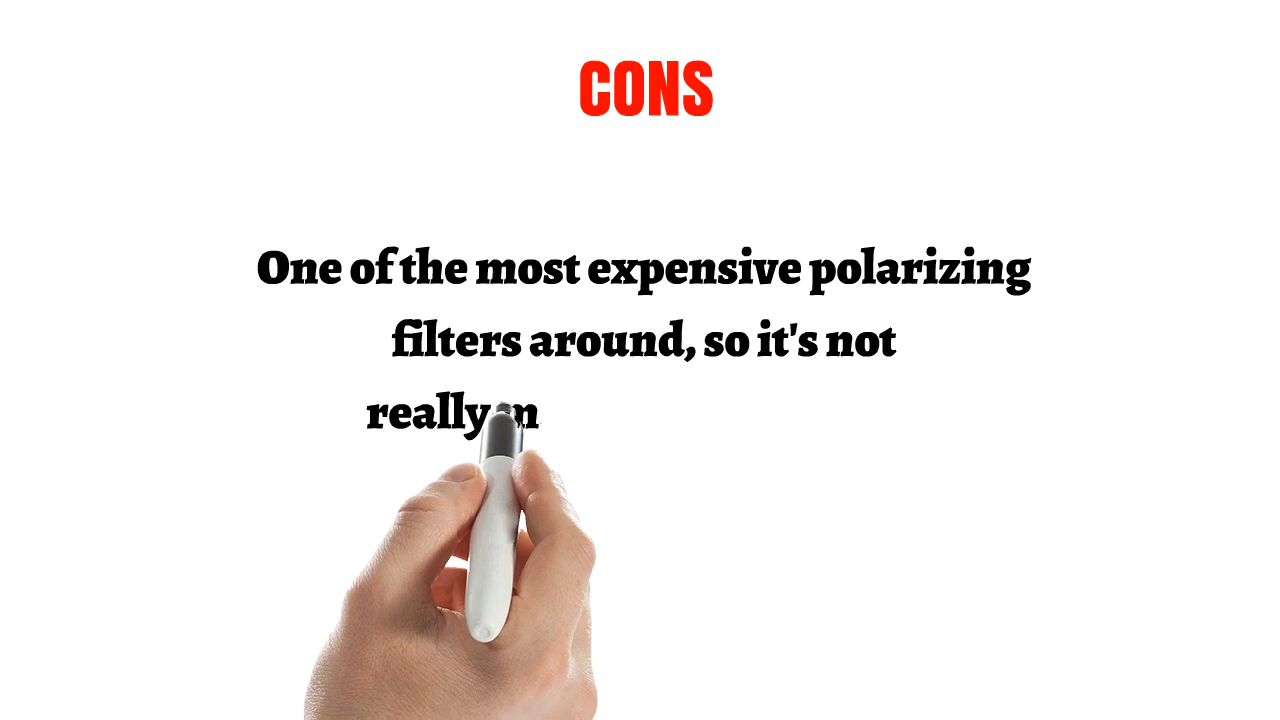 CONS
One of the most expensive polarizing
filters around, so it's not
really